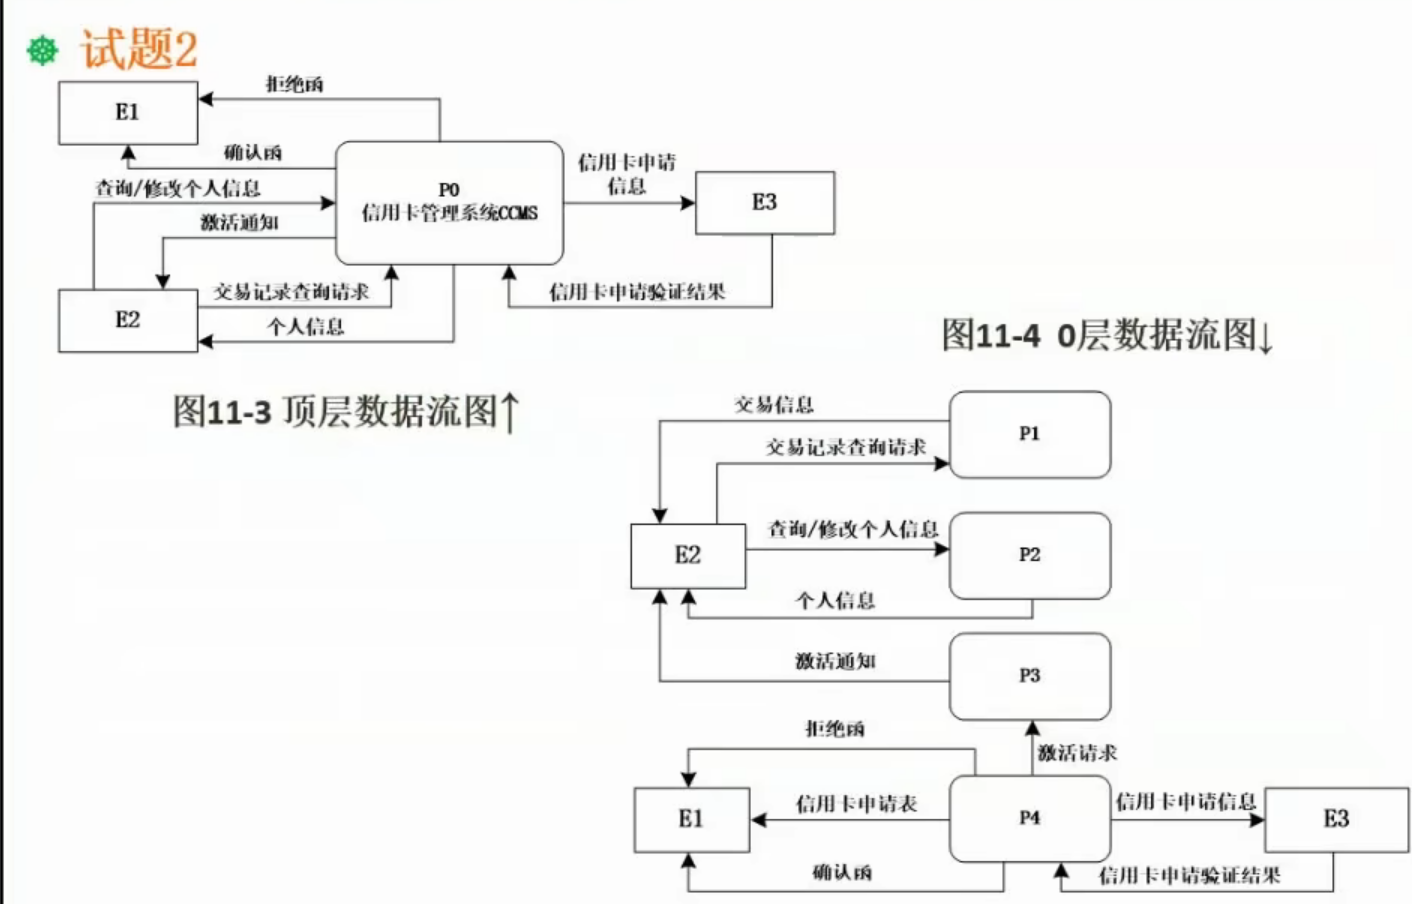 试题2
拒绝函
E1
确认函
查询/修改个人信息
激活通知
P0
信用卡管理系统CCMS
信用卡申请
信息
E3
E2
交易记录查询请求
个人信息
信用卡申请验证结果
图11-3 顶层数据流图↑
图11-4 0层数据流图↓
交易信息
P1
交易记录查询请求
E2
查询/修改个人信息
P2
个人信息
激活通知
P3
拒绝函
激活请求
E1
信用卡申请表
P4
信用卡申请信息
E3
确认函
信用卡申请验证结果